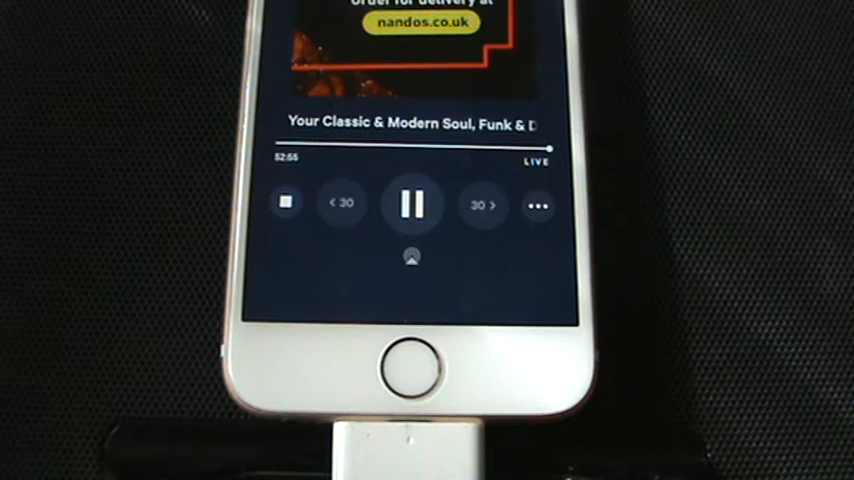 Order for delivery at
nandos.co.uk
Your Classic & Modern Soul, Funk & D
52:55
LIVE
< 30
30 >